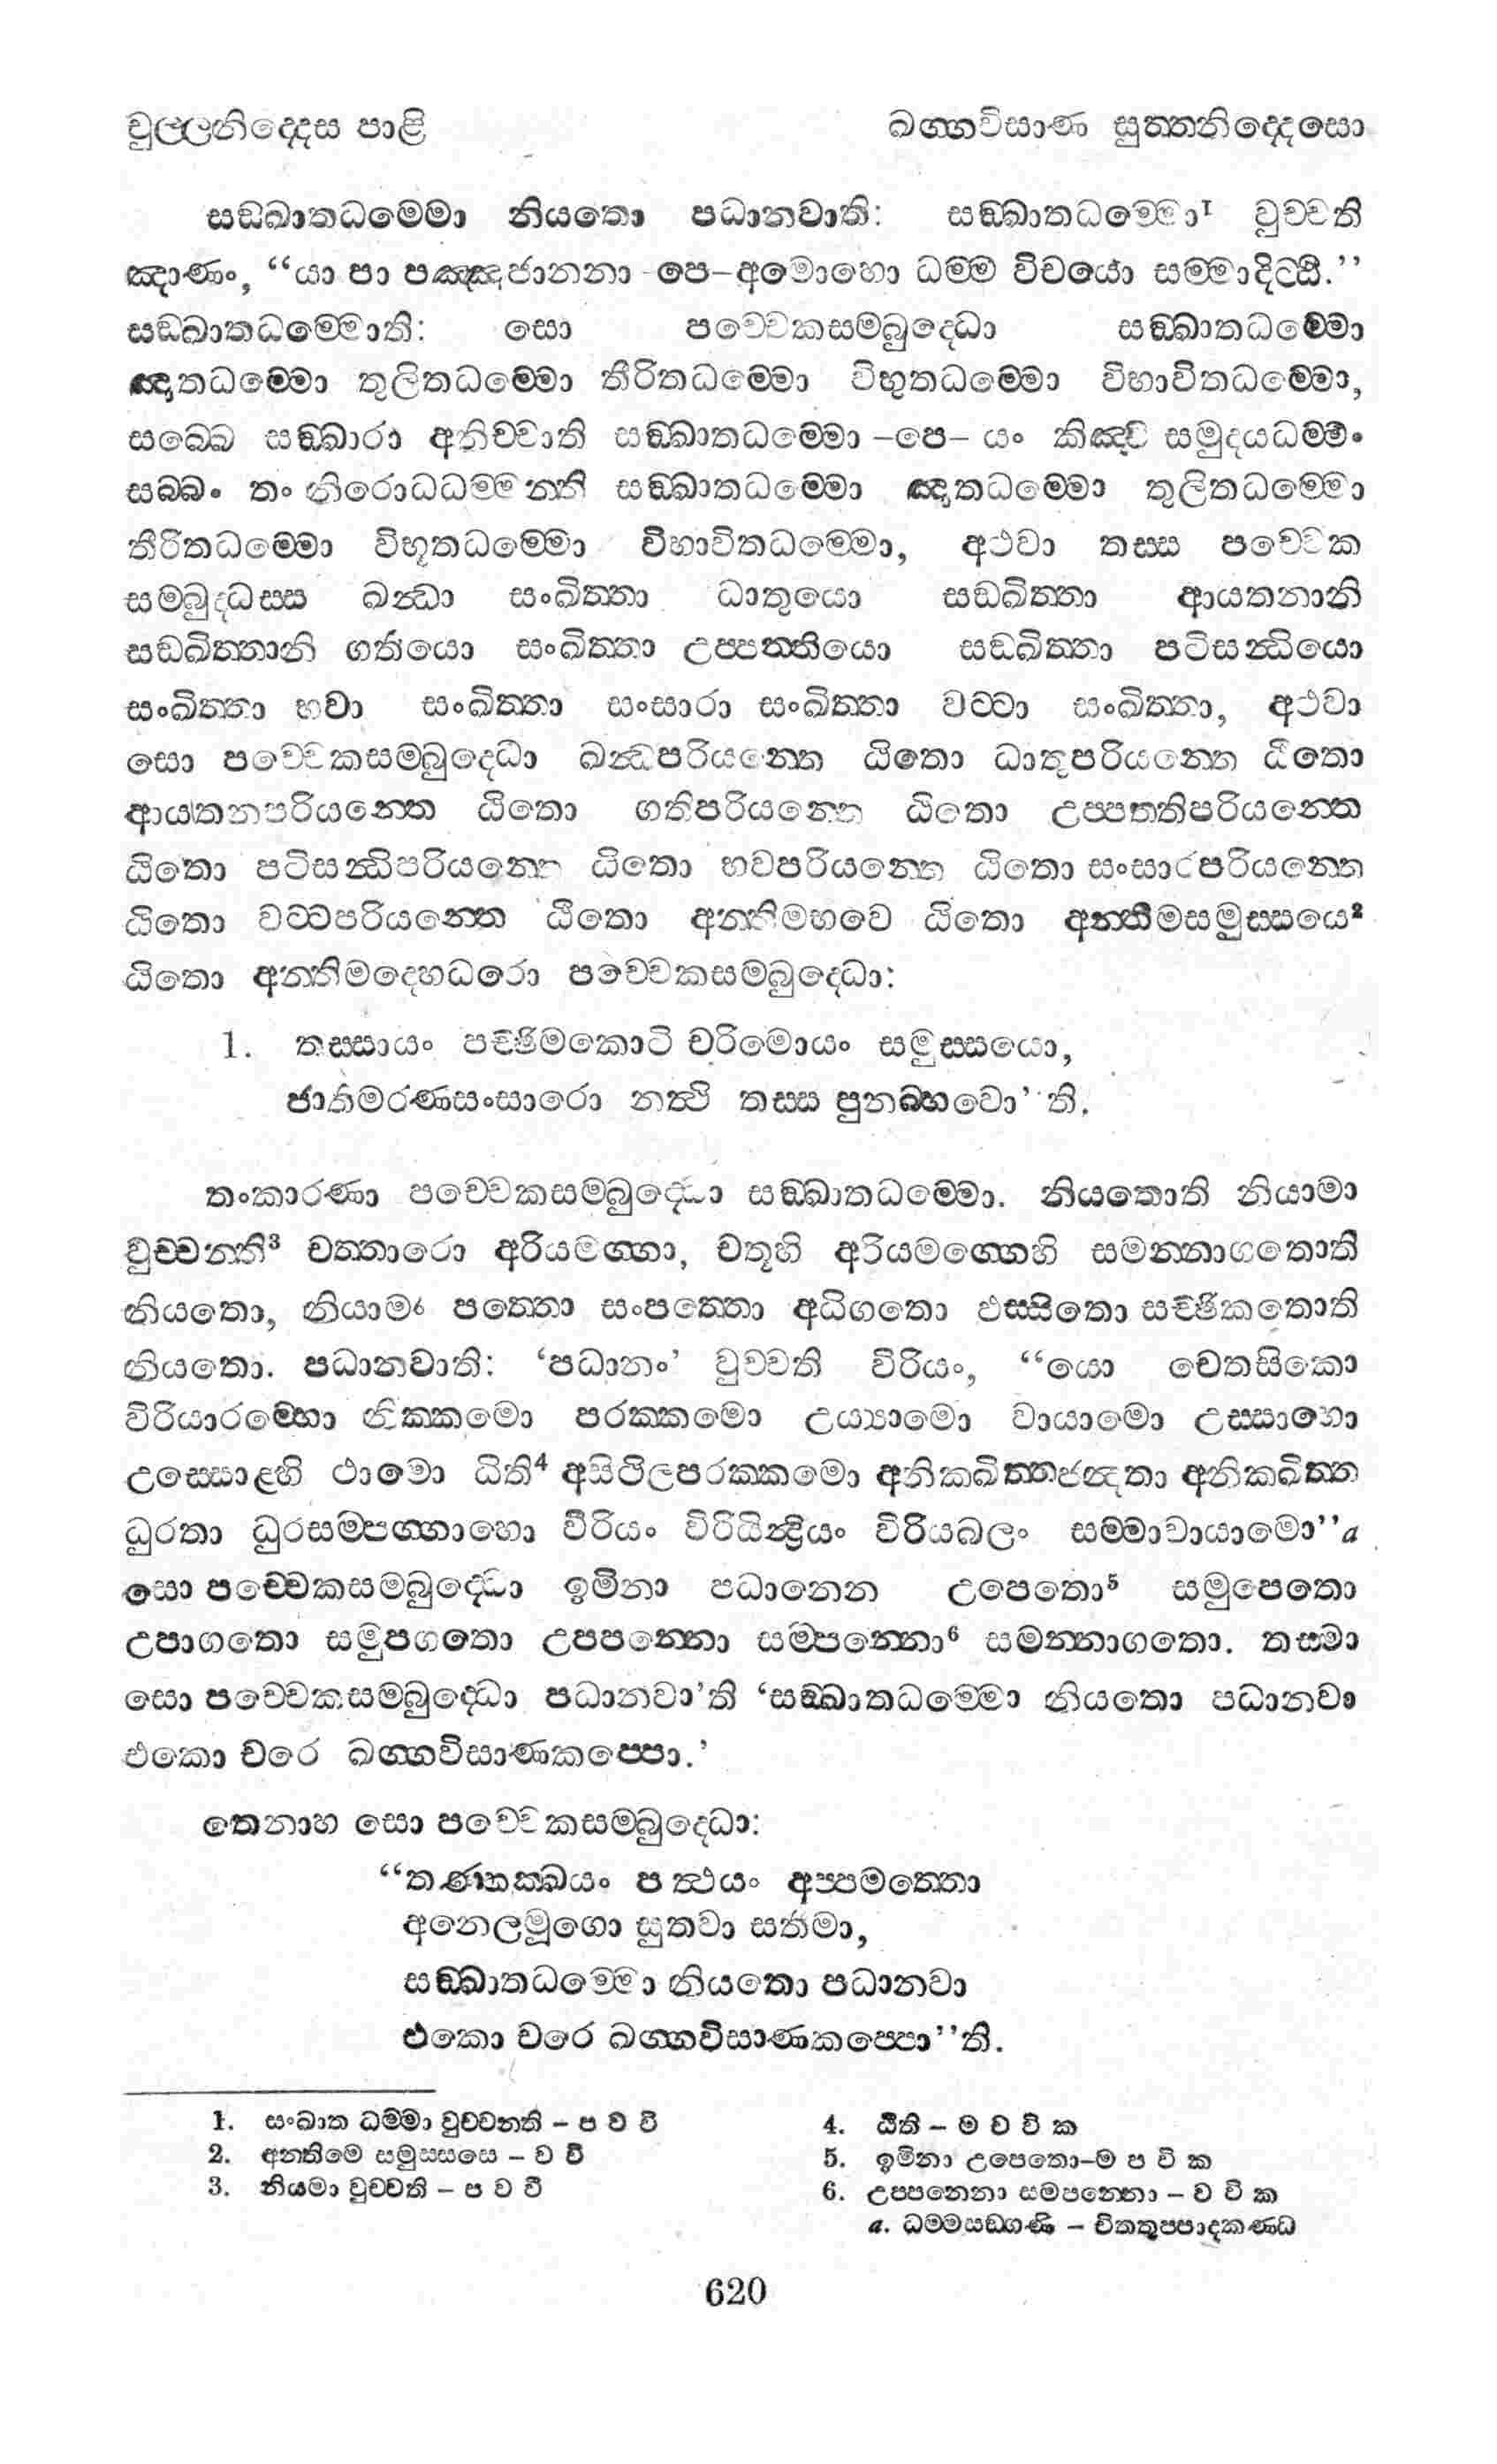 චුල්ලනිද්දෙස පාළි ඛග්ගවිසාණ සුත්තනිද්දෙසො
සඞ්ඛාතධම්මො නියතො පධානවාති: සඞ්ඛාතධම්මො¹ වුච්චති
ඤාණං, “යා පා පඤ්ඤජානනා -පෙ-අමොහො ධම්ම විචයො සම්මාදිට්ඨි.”
සඞ්ඛාතධම්මොති: සො පච්චෙකසම්බුද්ධො සඞ්ඛාතධම්මො
ඤාතධම්මො තුලිතධම්මො තීරිතධම්මො විභුතධම්මො විභාවිතධම්මො,
සබ්බෙ සඞ්ඛාරා අනිච්චාති සඞ්ඛාතධම්මො -පෙ- යං කිඤ්චි සමුදයධම්මං
සබ්බං තං නිරොධධම්මන්ති සඞ්ඛාතධම්මො ඤාතධම්මො තුලිතධම්මො
තීරිතධම්මො විභූතධම්මො විභාවිතධම්මො, අථවා තස්ස පච්චෙක
සම්බුද්ධස්ස ඛන්ධා සංඛිත්තා ධාතුයො සඞ්ඛිත්තා ආයතනානි
සඞ්ඛිත්තානි ගතියො සංඛිත්තා උප්පත්තියො සඞ්ඛිත්තා පටිසන්ධියො
සංඛිත්තා භවා සංඛිත්තා සංසාරා සංඛිත්තා වට්ටා සංඛිත්තා, අථවා
සො පච්චෙකසම්බුද්ධො ඛන්ධපරියන්තෙ ඨිතො ධාතුපරියන්තෙ ඨිතො
ආයතනපරියන්තෙ ඨිතො ගතිපරියන්තෙ ඨිතො උප්පත්තිපරියන්තෙ
ඨිතො පටිසන්ධිපරියන්තෙ ඨිතො භවපරියන්තෙ ඨිතො සංසාරපරියන්තෙ
ඨිතො වට්ටපරියන්තෙ ඨිතො අන්තිමභවෙ ඨිතො අන්තිමසමුස්සයෙ²
ඨිතො අන්තිමදෙහධරො පච්චෙකසම්බුද්ධො:
1. තස්සායං පච්ඡිමකොටි චරිමොයං සමුස්සයො,
ජාතිමරණසංසාරො නත්ථි තස්ස පුනබ්භවො’ති.
තංකාරණා පච්චෙකසම්බුද්ධො සඞ්ඛාතධම්මො. නියතොති නියාමා
වුච්චන්ති³ චත්තාරො අරියමග්ගා, චතූහි අරියමග්ගෙහි සමන්නාගතොති
නියතො, නියාමං පත්තො සංපත්තො අධිගතො ඵස්සිතො සච්ඡිකතොති
නියතො. පධානවාති: ‘පධානං’ වුච්චති විරියං, “යො චෙතසිකො
විරියාරම්භො නික්කමො පරක්කමො උය්‍යාමො වායාමො උස්සාහො
උස්සොළ්හි ථාමො ධිති⁴ අසිථිලපරක්කමො අනික්ඛිත්තඡන්දතා අනික්ඛිත්ත
ධුරතා ධුරසම්පග්ගාහො වීරියං විරියින්ද්‍රියං විරියබලං සම්මාවායාමො”a
සො පච්චෙකසම්බුද්ධො ඉමිනා පධානෙන උපෙතො⁵ සමුපෙතො
උපාගතො සමුපගතො උපපන්නො සම්පන්නො⁶ සමන්නාගතො. තස්මා
සො පච්චෙකසම්බුද්ධො පධානවා’ති ‘සඞ්ඛාතධම්මො නියතො පධානවා
එකො චරෙ ඛග්ගවිසාණකප්පො.’
තෙනාහ සො පච්චෙකසම්බුද්ධො:
“තණ්හක්ඛයං පත්ථයං අප්පමත්තො
අනෙලමූගො සුතවා සතිමා,
සඞ්ඛාතධම්මො නියතො පධානවා
එකො චරෙ ඛග්ගවිසාණකප්පො”ති.
1. සංඛාත ධම්මා වුච්චනති – ප ව වි
2. අන්තිමෙ සමුස්සසෙ – ව වි
3. නියමා වුච්චති – ප ව වී
4. ඨිති – ම ව වි ක
5. ඉමිනා උපෙතො–ම ප වි ක
6. උප්පනෙනා සම්පන්නො – ව වි ක
a. ධම්මසඞ්ගණි – චිත්තුප්පාදකණ්ඩ
620